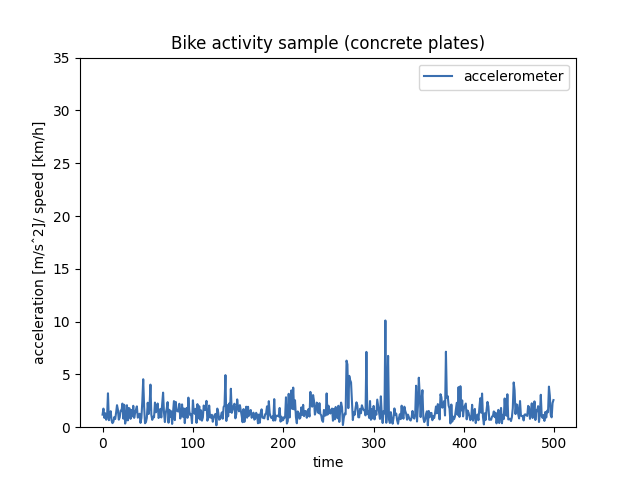 Bike activity sample (concrete plates)
accelerometer
35
30
25
20
15
10
5
0
acceleration [m/sˆ2]/ speed [km/h]
0 100 200 300 400 500
time